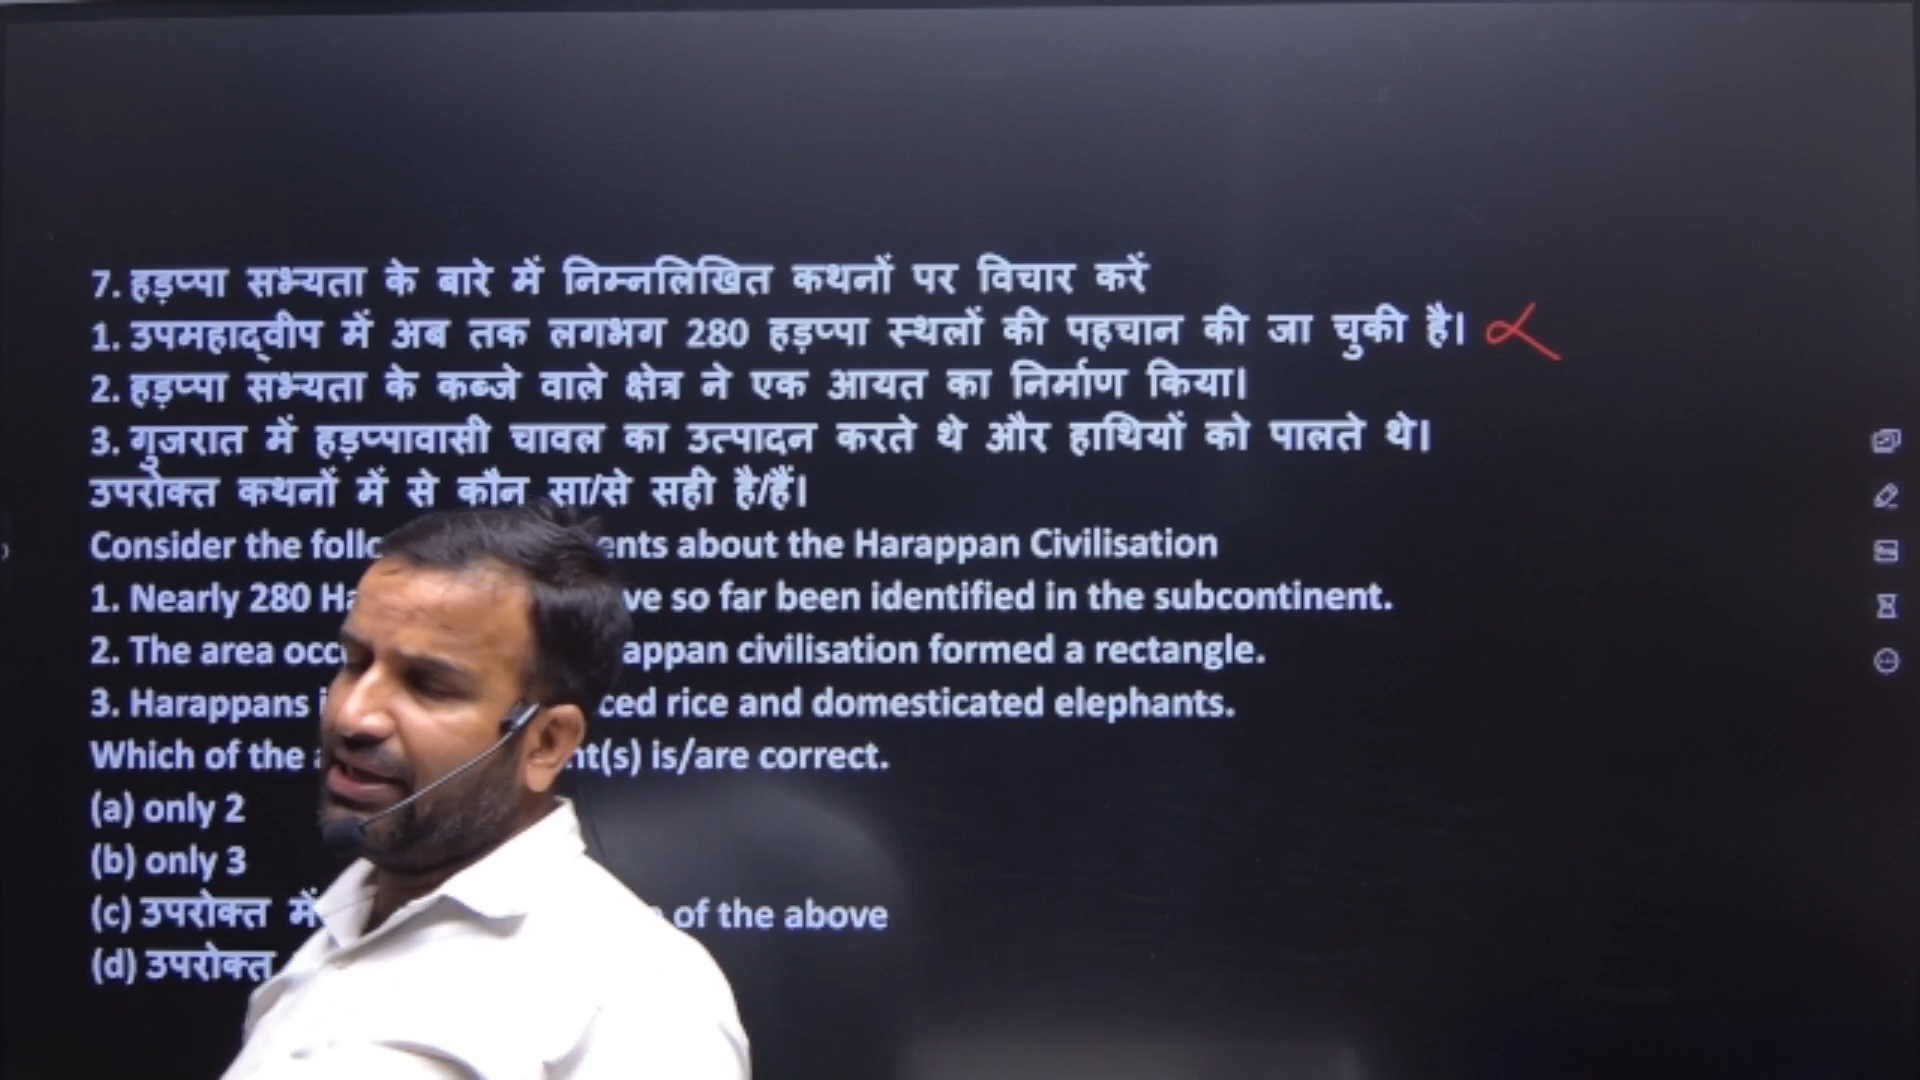 7. हड़प्पा सभ्यता के बारे में निम्नलिखित कथनों पर विचार करें
1. उपमहाद्वीप में अब तक लगभग 280 हड़प्पा स्थलों की पहचान की जा चुकी है।
2. हड़प्पा सभ्यता के कब्जे वाले क्षेत्र ने एक आयत का निर्माण किया।
3. गुजरात में हड़प्पावासी चावल का उत्पादन करते थे और हाथियों को पालते थे।
उपरोक्त कथनों में से कौन सा/से सही है/हैं।
Consider the ents about the Harappan Civilisation
1. Nearly 280 ve so far been identified in the subcontinent.
2. The area appan civilisation formed a rectangle.
3. Harappans ced rice and domesticated elephants.
Which of the nt(s) is/are correct.
(a) only 2
(b) only 3
(c) उपरोक्त में of the above
(d) उपरोक्त